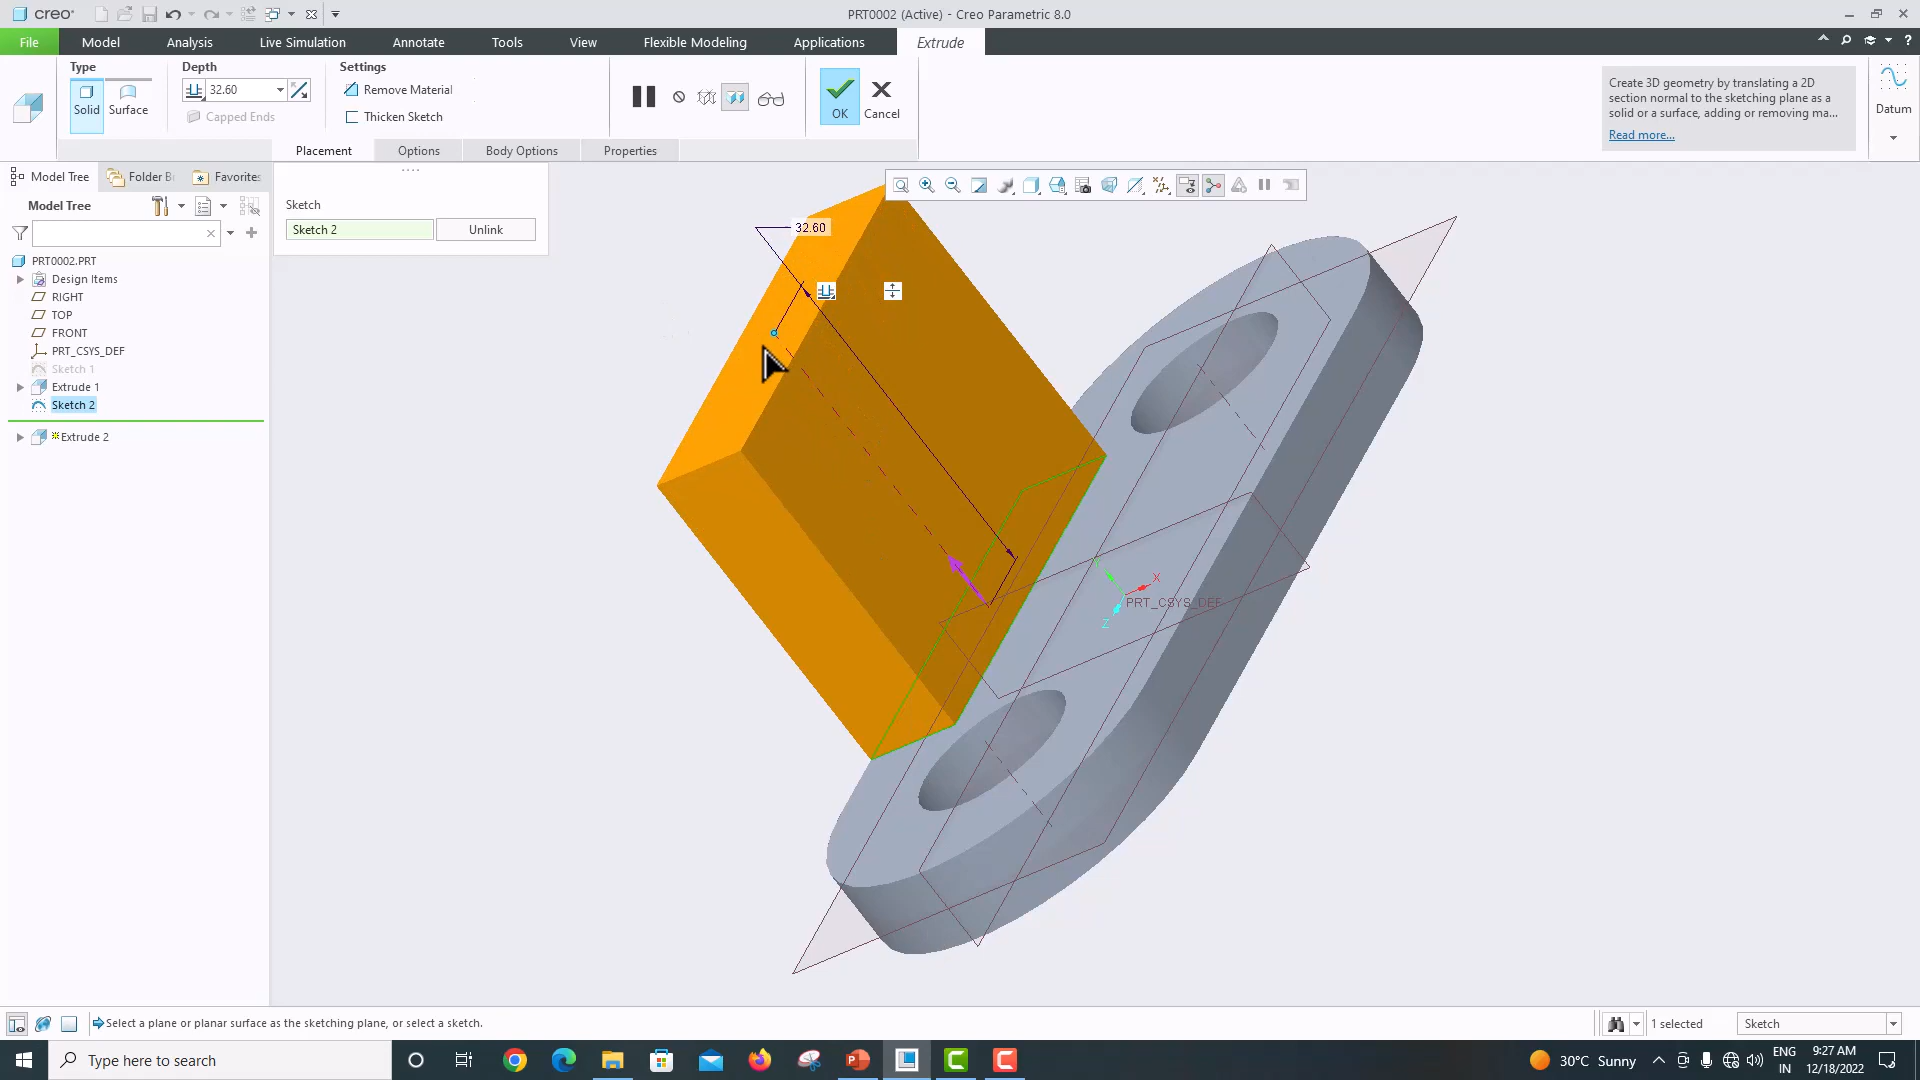 creo
PRT0002 (Active) - Creo Parametric 8.0
File
Model
Analysis
Live Simulation
Annotate
Tools
View
Flexible Modeling
Applications
Extrude
Type
Depth
Settings
Solid
Surface
32.60
Capped Ends
Remove Material
Thicken Sketch
OK
Cancel
Create 3D geometry by translating a 2D
section normal to the sketching plane as a
solid or a surface, adding or removing ma...
Read more...
Datum
Placement
Options
Body Options
Properties
Model Tree
Folder B
Favorites
Model Tree
Sketch
Sketch 2
Unlink
PRT0002.PRT
Design Items
RIGHT
TOP
FRONT
PRT_CSYS_DEF
Sketch 1
Extrude 1
Sketch 2
Extrude 2
32.60
X
PRT_CSYS_DEF
Z
Select a plane or planar surface as the sketching plane, or select a sketch.
1 selected
Sketch
Type here to search
30°C Sunny
ENG
IN
9:27 AM
12/18/2022